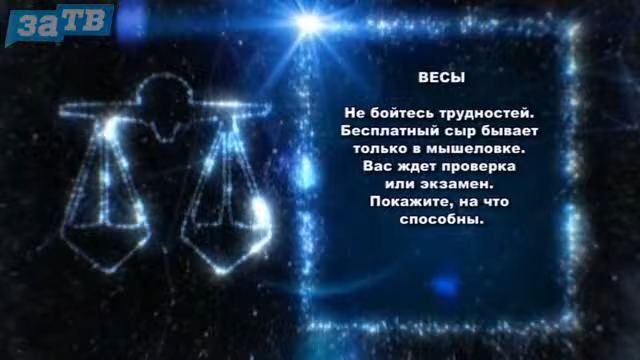 заТВ
ВЕСЫ
Не бойтесь трудностей.
Бесплатный сыр бывает
только в мышеловке.
Вас ждет проверка
или экзамен.
Покажите, на что
способны.